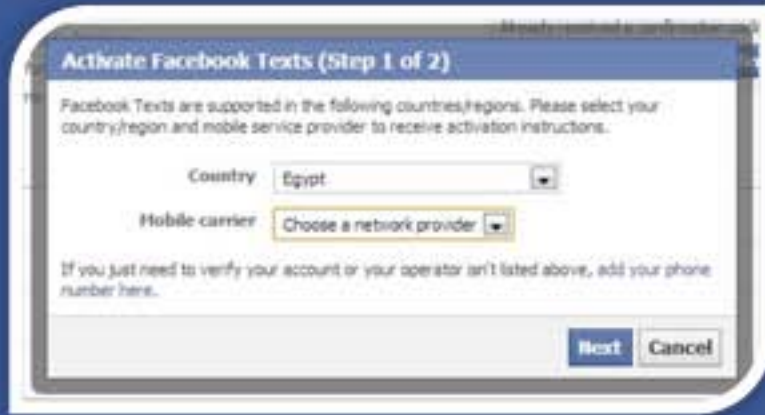 Activate Facebook Texts (Step 1 of 2)
Facebook Texts are supported in the following countries/regions. Please select your
country/region and mobile service provider to receive activation instructions.
Country Egypt
Mobile carrier Choose a network provider
If you just need to verify your account or your operator isn't listed above, add your phone
number here.
Next Cancel